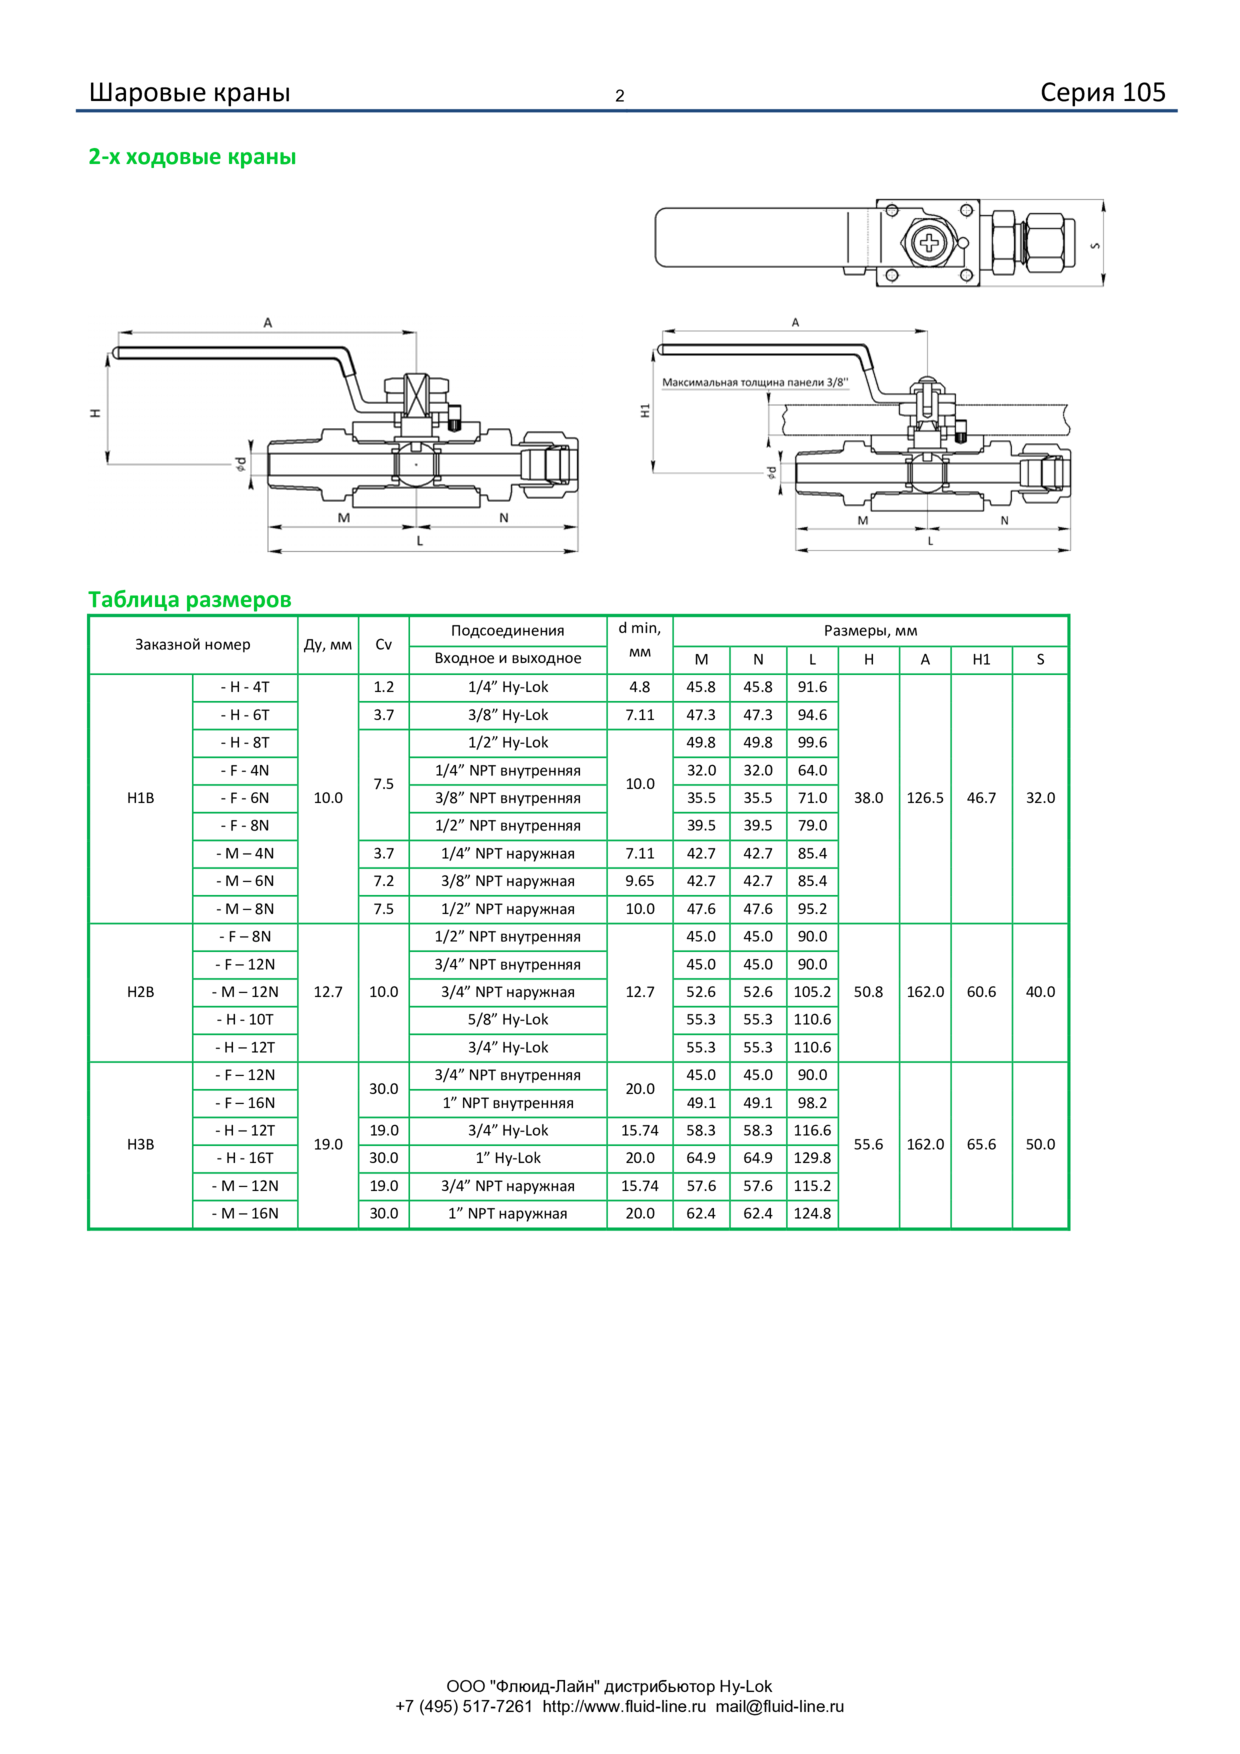 Шаровые краны 2 Серия 105
2-х ходовые краны
S
A
H
ϕd
M N
L
A
Максимальная толщина панели 3/8"
H1
ϕd
M N
L
Таблица размеров
Заказной номер Ду, мм Cv Подсоединения d min, мм Размеры, мм
Входное и выходное M N L H A H1 S
- H - 4T 1.2 1/4” Hy-Lok 4.8 45.8 45.8 91.6
- H - 6T 3.7 3/8” Hy-Lok 7.11 47.3 47.3 94.6
- H - 8T 1/2” Hy-Lok 49.8 49.8 99.6
- F - 4N 7.5 1/4” NPT внутренняя 10.0 32.0 32.0 64.0
H1B - F - 6N 10.0 3/8” NPT внутренняя 35.5 35.5 71.0 38.0 126.5 46.7 32.0
- F - 8N 1/2” NPT внутренняя 39.5 39.5 79.0
- M – 4N 3.7 1/4” NPT наружная 7.11 42.7 42.7 85.4
- M – 6N 7.2 3/8” NPT наружная 9.65 42.7 42.7 85.4
- M – 8N 7.5 1/2” NPT наружная 10.0 47.6 47.6 95.2
- F – 8N 1/2” NPT внутренняя 45.0 45.0 90.0
- F – 12N 3/4” NPT внутренняя 45.0 45.0 90.0
H2B - M – 12N 12.7 10.0 3/4” NPT наружная 12.7 52.6 52.6 105.2 50.8 162.0 60.6 40.0
- H - 10T 5/8” Hy-Lok 55.3 55.3 110.6
- H – 12T 3/4” Hy-Lok 55.3 55.3 110.6
- F – 12N 30.0 3/4” NPT внутренняя 20.0 45.0 45.0 90.0
- F – 16N 1” NPT внутренняя 49.1 49.1 98.2
- H – 12T 19.0 3/4” Hy-Lok 15.74 58.3 58.3 116.6
H3B 19.0 55.6 162.0 65.6 50.0
- H - 16T 30.0 1” Hy-Lok 20.0 64.9 64.9 129.8
- M – 12N 19.0 3/4” NPT наружная 15.74 57.6 57.6 115.2
- M – 16N 30.0 1” NPT наружная 20.0 62.4 62.4 124.8
ООО "Флюид-Лайн" дистрибьютор Hy-Lok
+7 (495) 517-7261 http://www.fluid-line.ru mail@fluid-line.ru